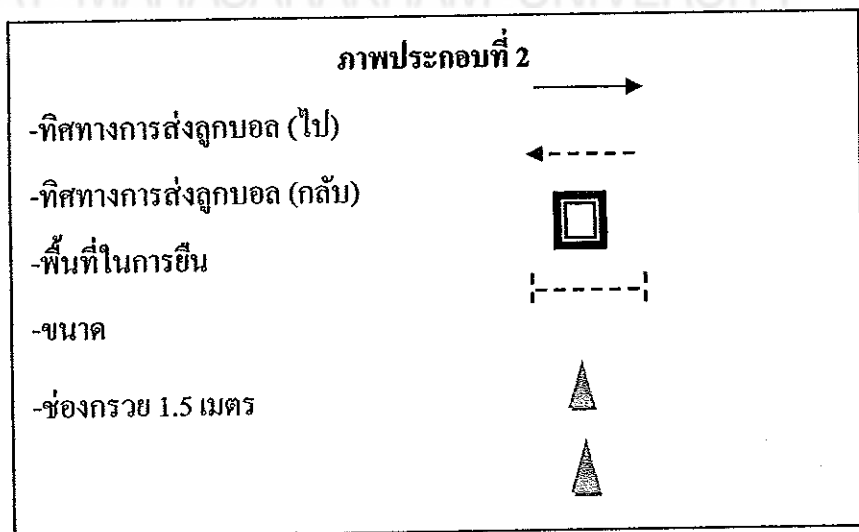 MAHASARAKHAM UNIVERSITY
ภาพประกอบที่ 2
-ทิศทางการส่งลูกบอล (ไป)
-ทิศทางการส่งลูกบอล (กลับ)
-พื้นที่ในการยืน
-ขนาด
-ช่องกรวย 1.5 เมตร